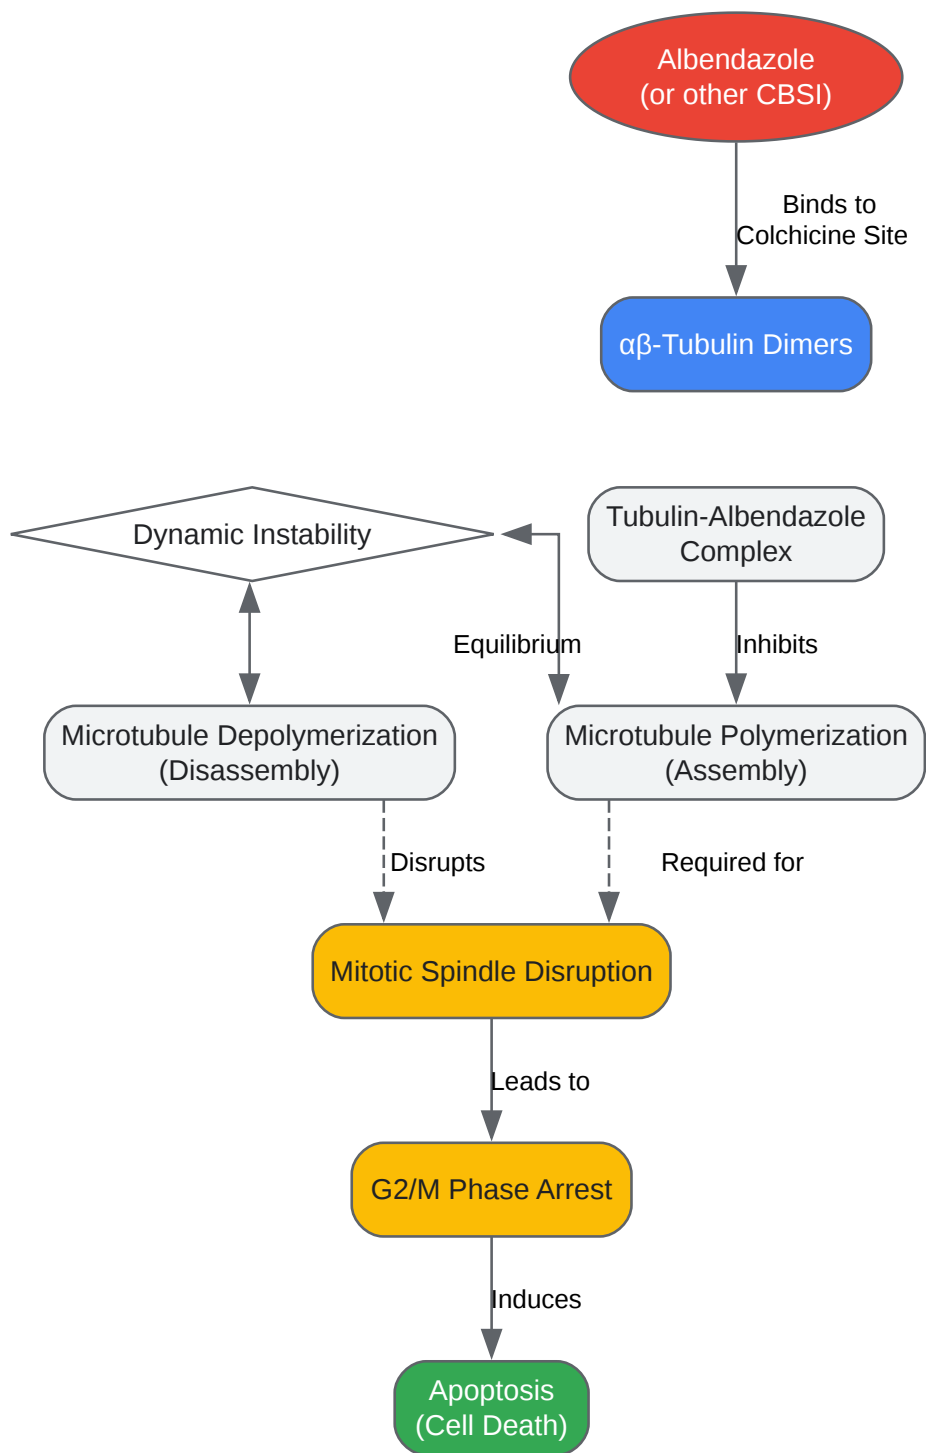 Albendazole
(or other CBSI)
Binds to
Colchicine Site
αβ-Tubulin Dimers
Dynamic Instability
Tubulin-Albendazole
Complex
Equilibrium
Inhibits
Microtubule Depolymerization
(Disassembly)
Microtubule Polymerization
(Assembly)
Disrupts
Required for
Mitotic Spindle Disruption
Leads to
G2/M Phase Arrest
Induces
Apoptosis
(Cell Death)